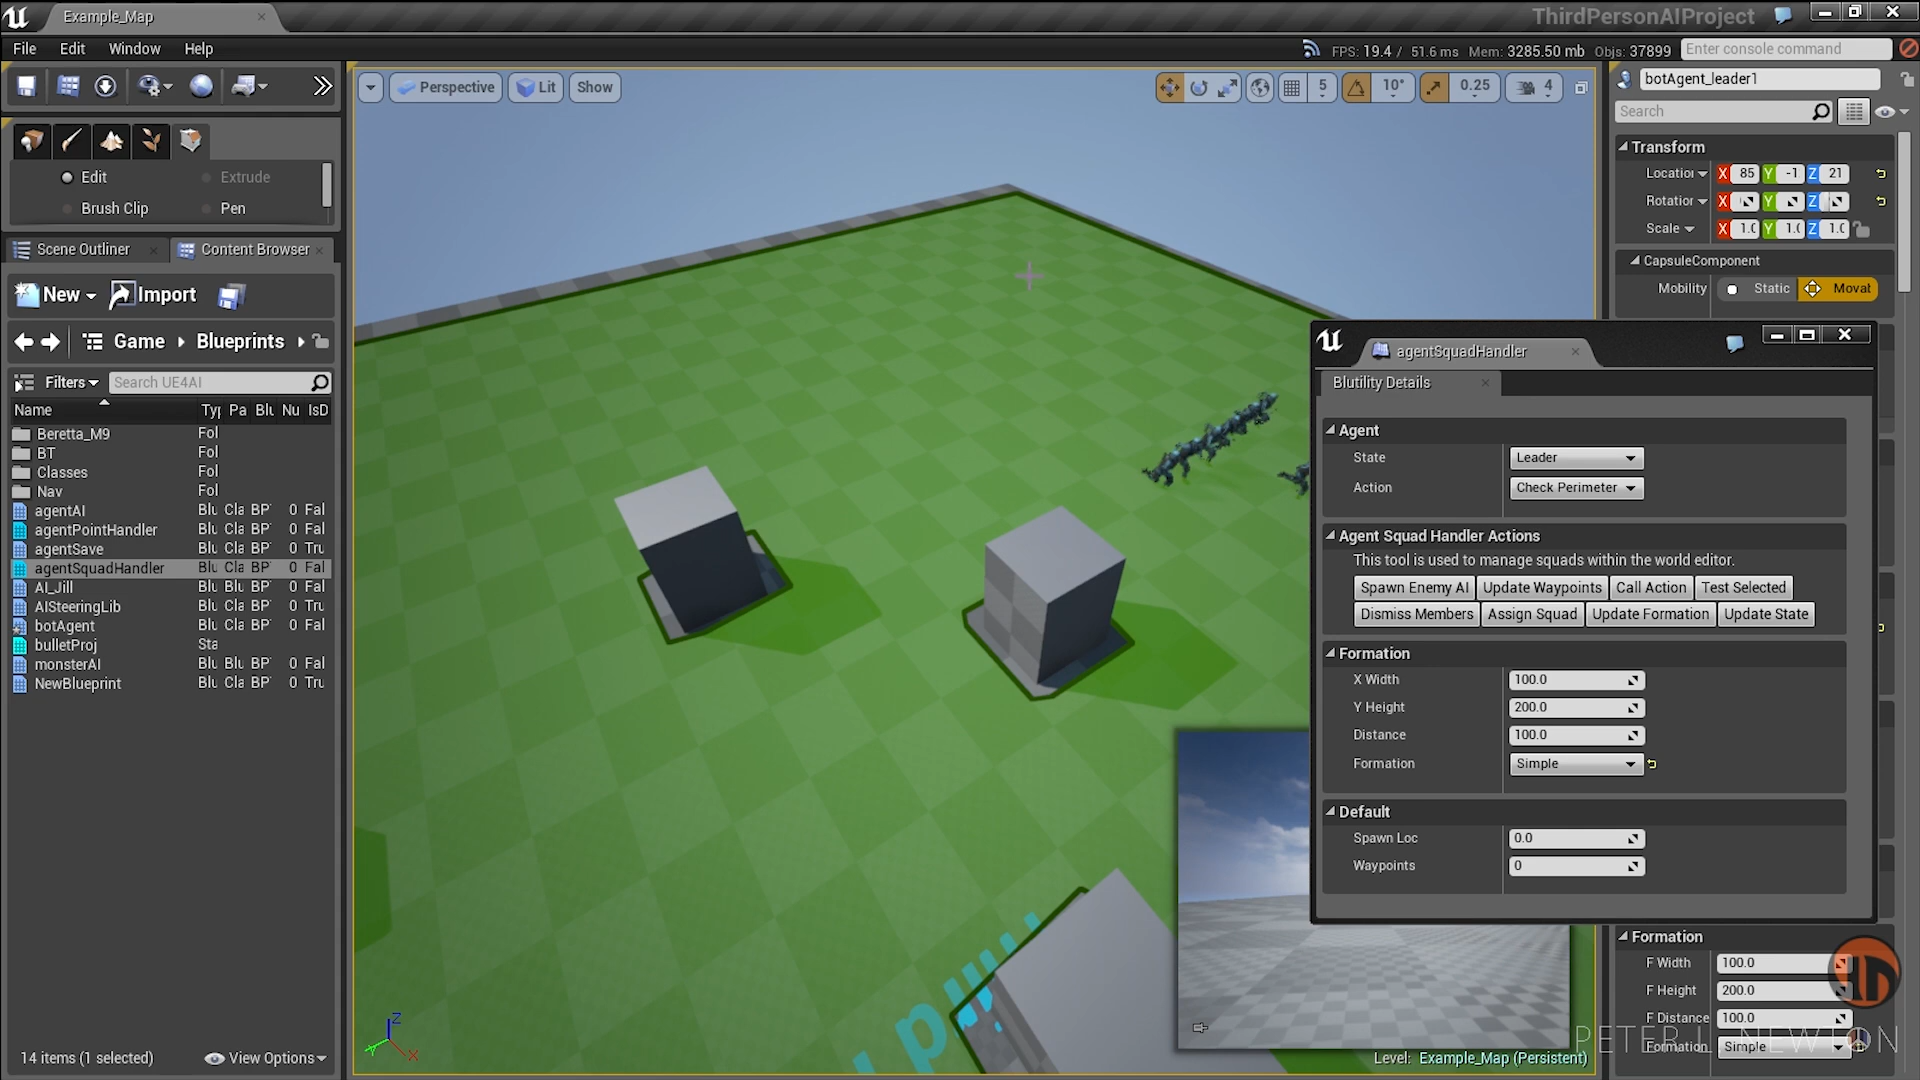 Example_Map
ThirdPersonAIProject
File Edit Window Help
FPS: 19.4 / 51.6 ms Mem: 3285.50 mb Objs: 37899
Enter console command
Perspective Lit Show
5 10° 0.25 4
botAgent_leader1
Search
Transform
Location X 85 Y -1 Z 21
Rotation X Y Z
Scale X 1.0 Y 1.0 Z 1.0
CapsuleComponent
Mobility Static Movat
Edit Extrude
Brush Clip Pen
Scene Outliner Content Browser
New Import
Game Blueprints
Filters Search UE4AI
Name Typ Pa Blu Nu IsD
Beretta_M9 Fol
BT Fol
Classes Fol
Nav Fol
agentAI Blu Cla BP' 0 Fal
agentPointHandler Blu Cla BP' 0 Fal
agentSave Blu Cla BP' 0 Tru
agentSquadHandler Blu Cla BP' 0 Fal
AI_Jill Blu Blu BP' 0 Fal
AISteeringLib Blu Cla BP' 0 Tru
botAgent Blu Cla BP' 0 Fal
bulletProj Sta
monsterAI Blu Blu BP' 0 Fal
NewBlueprint Blu Cla BP' 0 Tru
14 items (1 selected) View Options
agentSquadHandler
Blutility Details
Agent
State Leader
Action Check Perimeter
Agent Squad Handler Actions
This tool is used to manage squads within the world editor.
Spawn Enemy AI Update Waypoints Call Action Test Selected
Dismiss Members Assign Squad Update Formation Update State
Formation
X Width 100.0
Y Height 200.0
Distance 100.0
Formation Simple
Default
Spawn Loc 0.0
Waypoints 0
Formation
F Width 100.0
F Height 200.0
F Distance 100.0
Formation Simple
PETER L. NEWTON
Level: Example_Map (Persistent)
Z
Y X